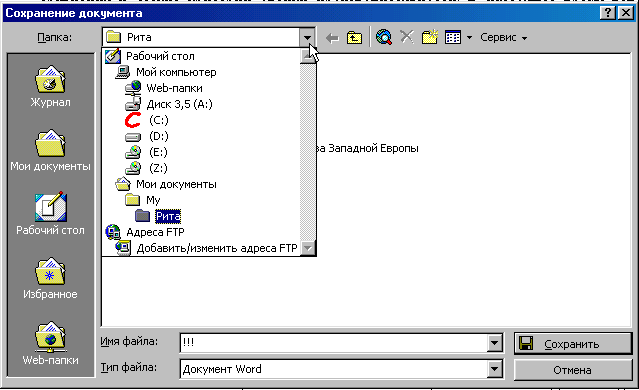 Сохранение документа
Папка:
Рита
Сервис
Рабочий стол
Мой компьютер
Web-папки
Диск 3,5 (A:)
(C:)
(D:)
(E:)
(Z:)
Мои документы
My
Рита
Адреса FTP
Добавить/изменить адреса FTP
Западной Европы
Журнал
Мои документы
Рабочий стол
Избранное
Web-папки
Имя файла:
!!!
Сохранить
Тип файла:
Документ Word
Отмена